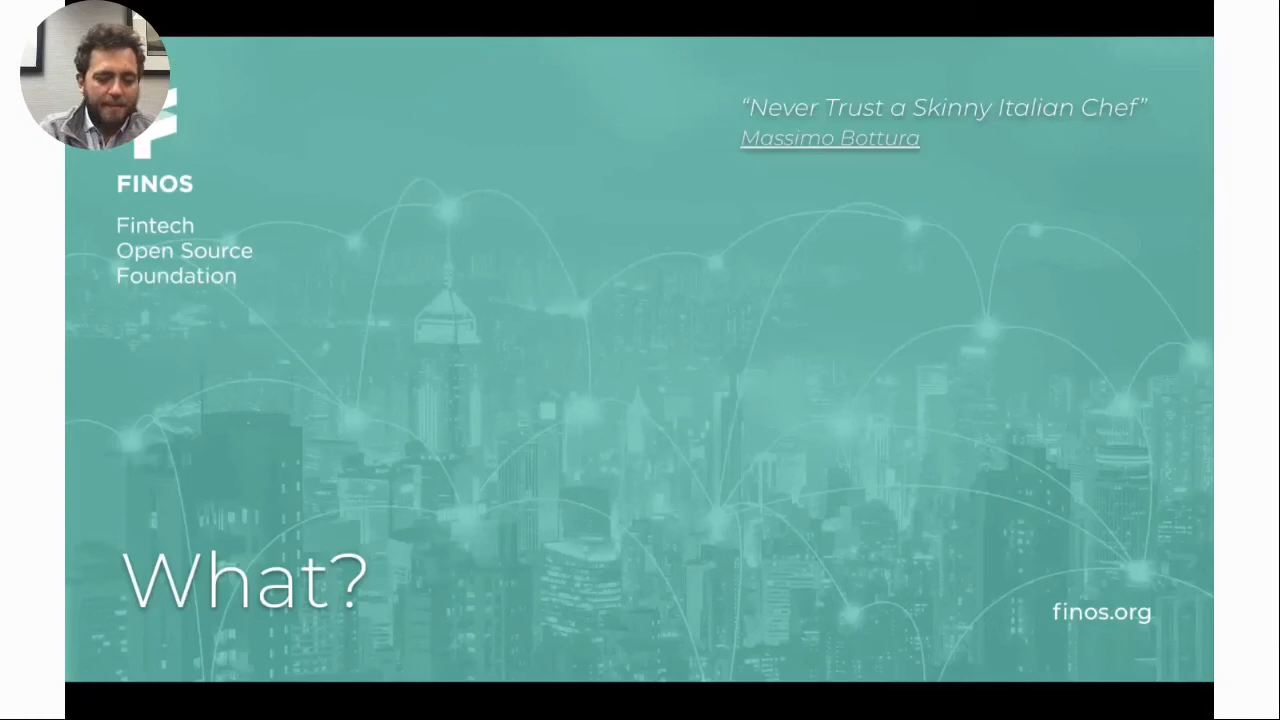 “Never Trust a Skinny Italian Chef”
Massimo Bottura
FINOS
Fintech
Open Source
Foundation
What?
finos.org